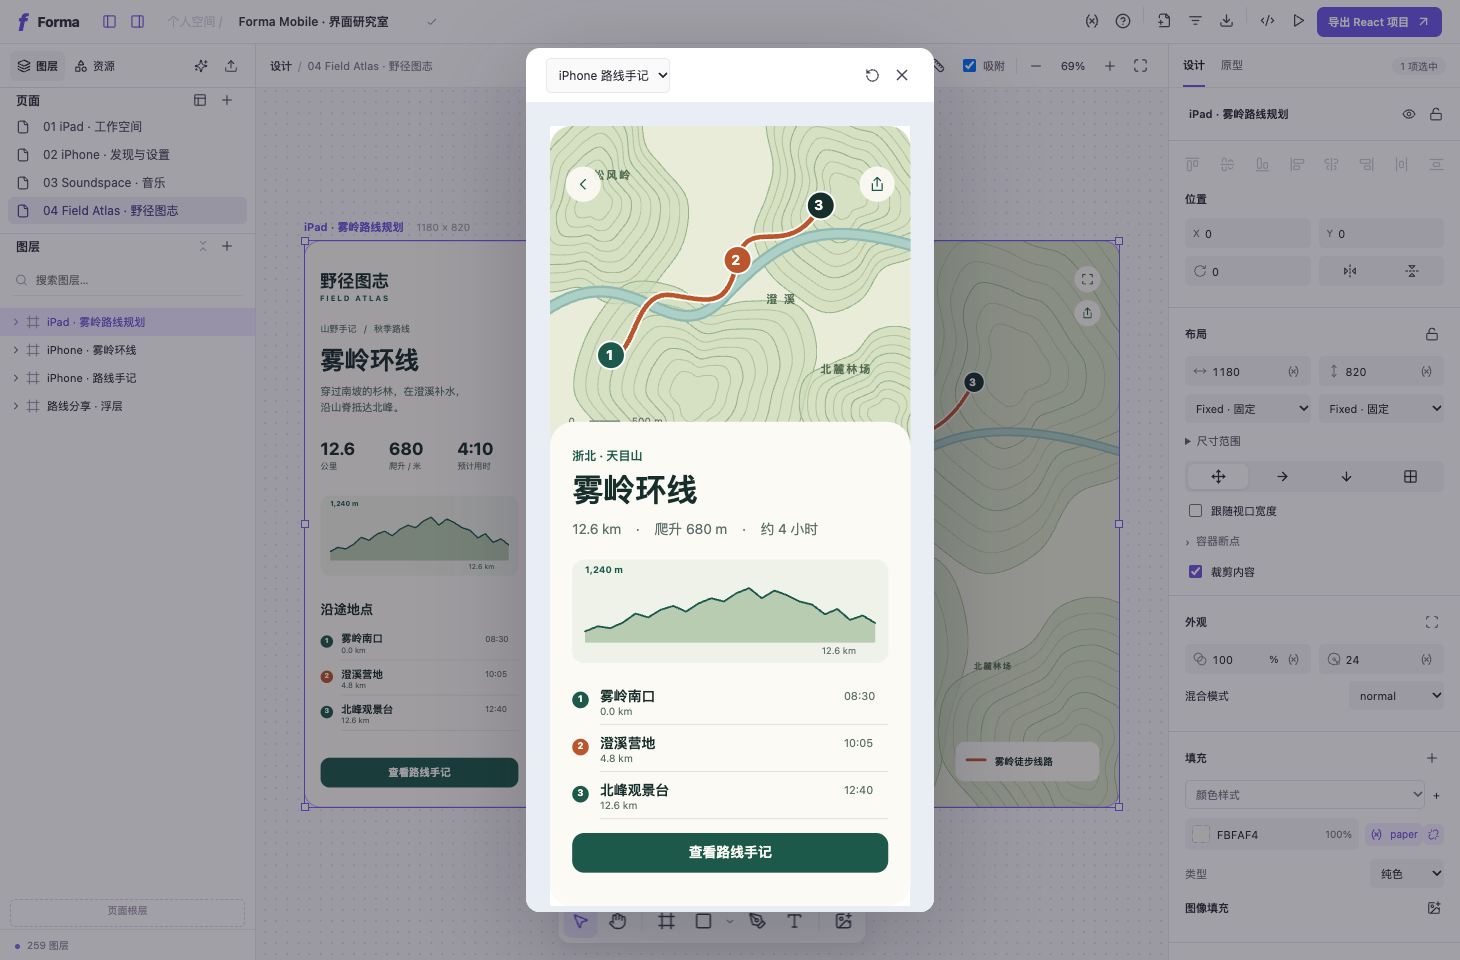 Forma
个人空间 /
Forma Mobile · 界面研究室
导出 React 项目
图层
资源
设计 / 04 Field Atlas · 野径图志
吸附
69%
设计
原型
1 项选中
页面
01 iPad · 工作空间
02 iPhone · 发现与设置
03 Soundspace · 音乐
04 Field Atlas · 野径图志
图层
搜索图层...
iPad · 雾岭路线规划
iPhone · 雾岭环线
iPhone · 路线手记
路线分享 · 浮层
页面根层
259 图层
iPad · 雾岭路线规划 1180 × 820
野径图志
FIELD ATLAS
山野手记 / 秋季路线
雾岭环线
穿过南坡的杉林，在澄溪补水，
沿山脊抵达北峰。
12.6 680 4:10
公里 爬升 / 米 预计用时
1,240 m
12.6 km
沿途地点
1 雾岭南口 08:30
0.0 km
2 澄溪营地 10:05
4.8 km
3 北峰观景台 12:40
12.6 km
查看路线手记
3
北麓林场
雾岭徒步线路
iPhone 路线手记
松风岭
3
2
澄 溪
1
北麓林场
浙北 · 天目山
雾岭环线
12.6 km · 爬升 680 m · 约 4 小时
1,240 m
12.6 km
1 雾岭南口 08:30
0.0 km
2 澄溪营地 10:05
4.8 km
3 北峰观景台 12:40
12.6 km
查看路线手记
iPad · 雾岭路线规划
位置
X 0 Y 0
0
布局
1180 (x) 820 (x)
Fixed · 固定 Fixed · 固定
尺寸范围
跟随视口宽度
容器断点
裁剪内容
外观
100 % (x) 24 (x)
混合模式 normal
填充
颜色样式 +
FBFAF4 100% (x) paper
类型 纯色
图像填充